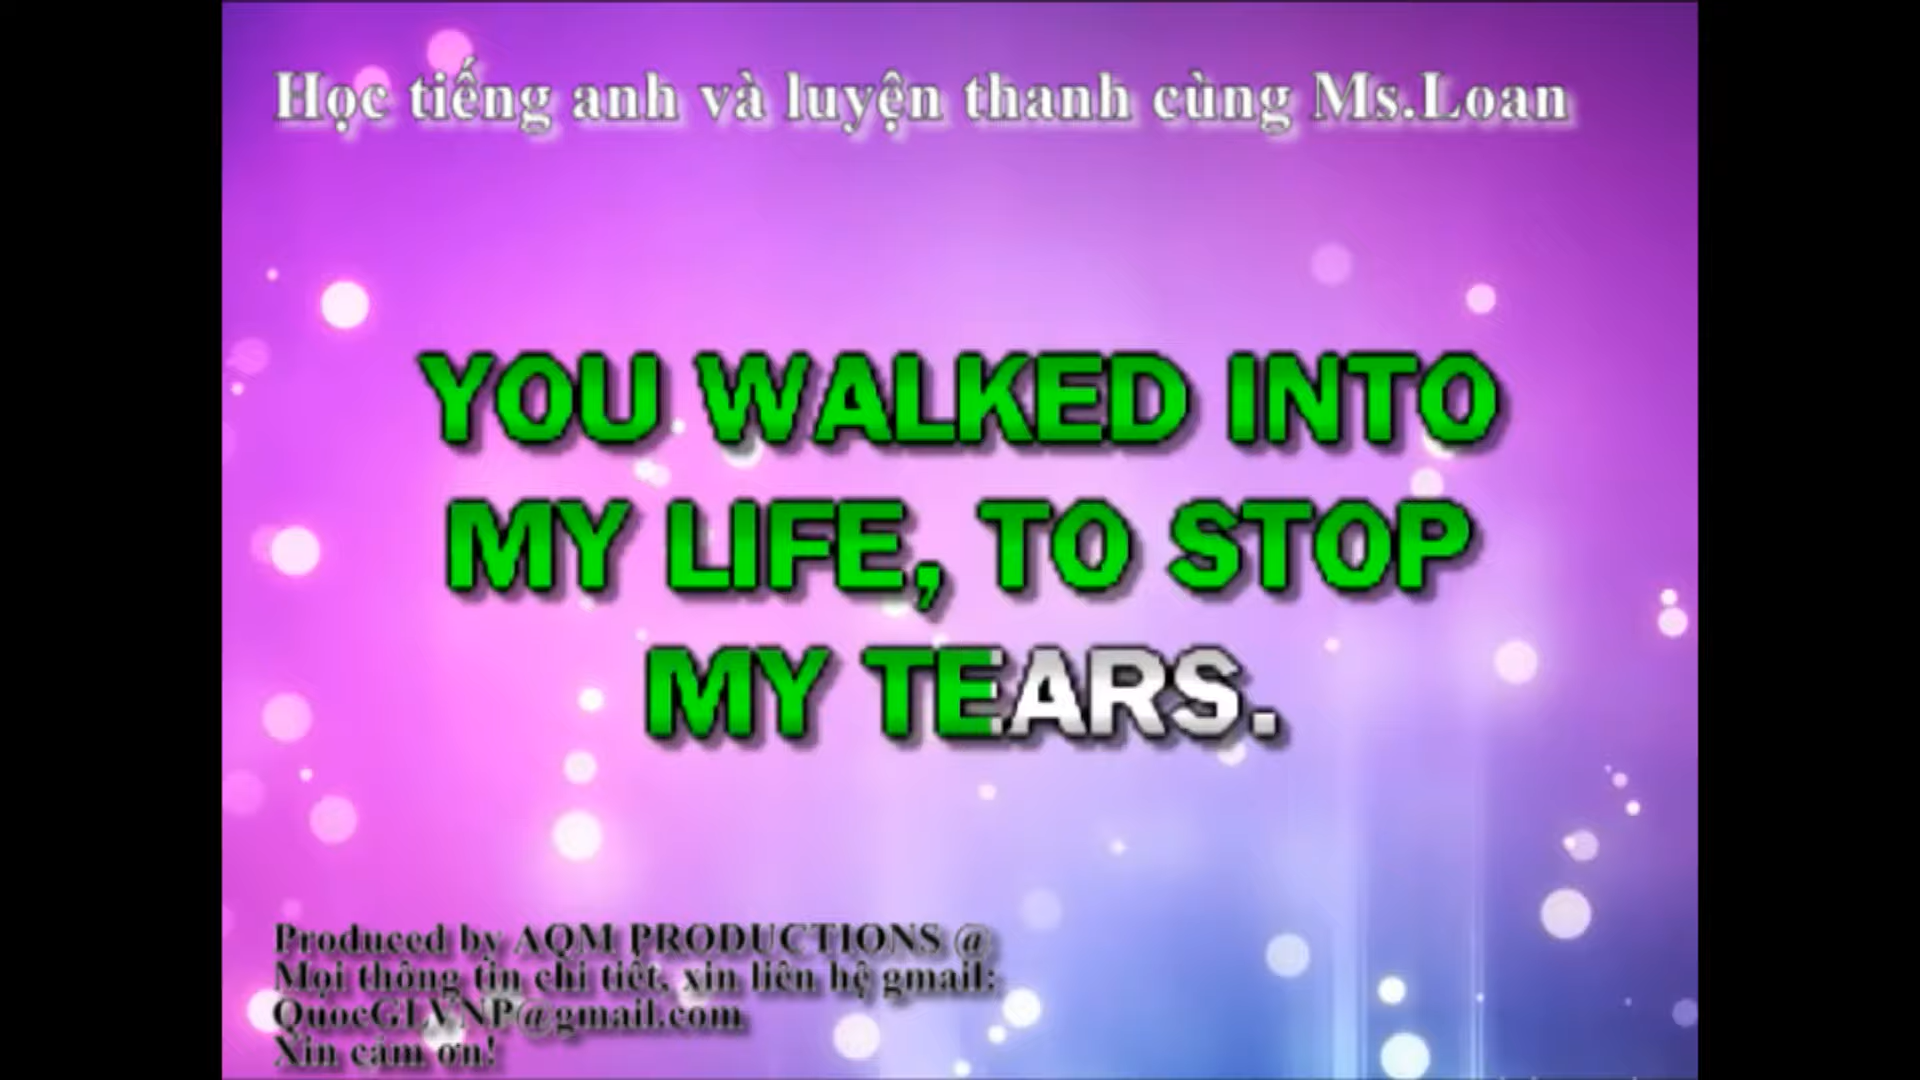 Học tiếng anh và luyện thanh cùng Ms.Loan
YOU WALKED INTO
MY LIFE, TO STOP
MY TEARS.
Produced by AQM PRODUCTIONS @
Mọi thông tin chi tiết, xin liên hệ gmail:
QuocGLVNP@gmail.com
Xin cảm ơn!